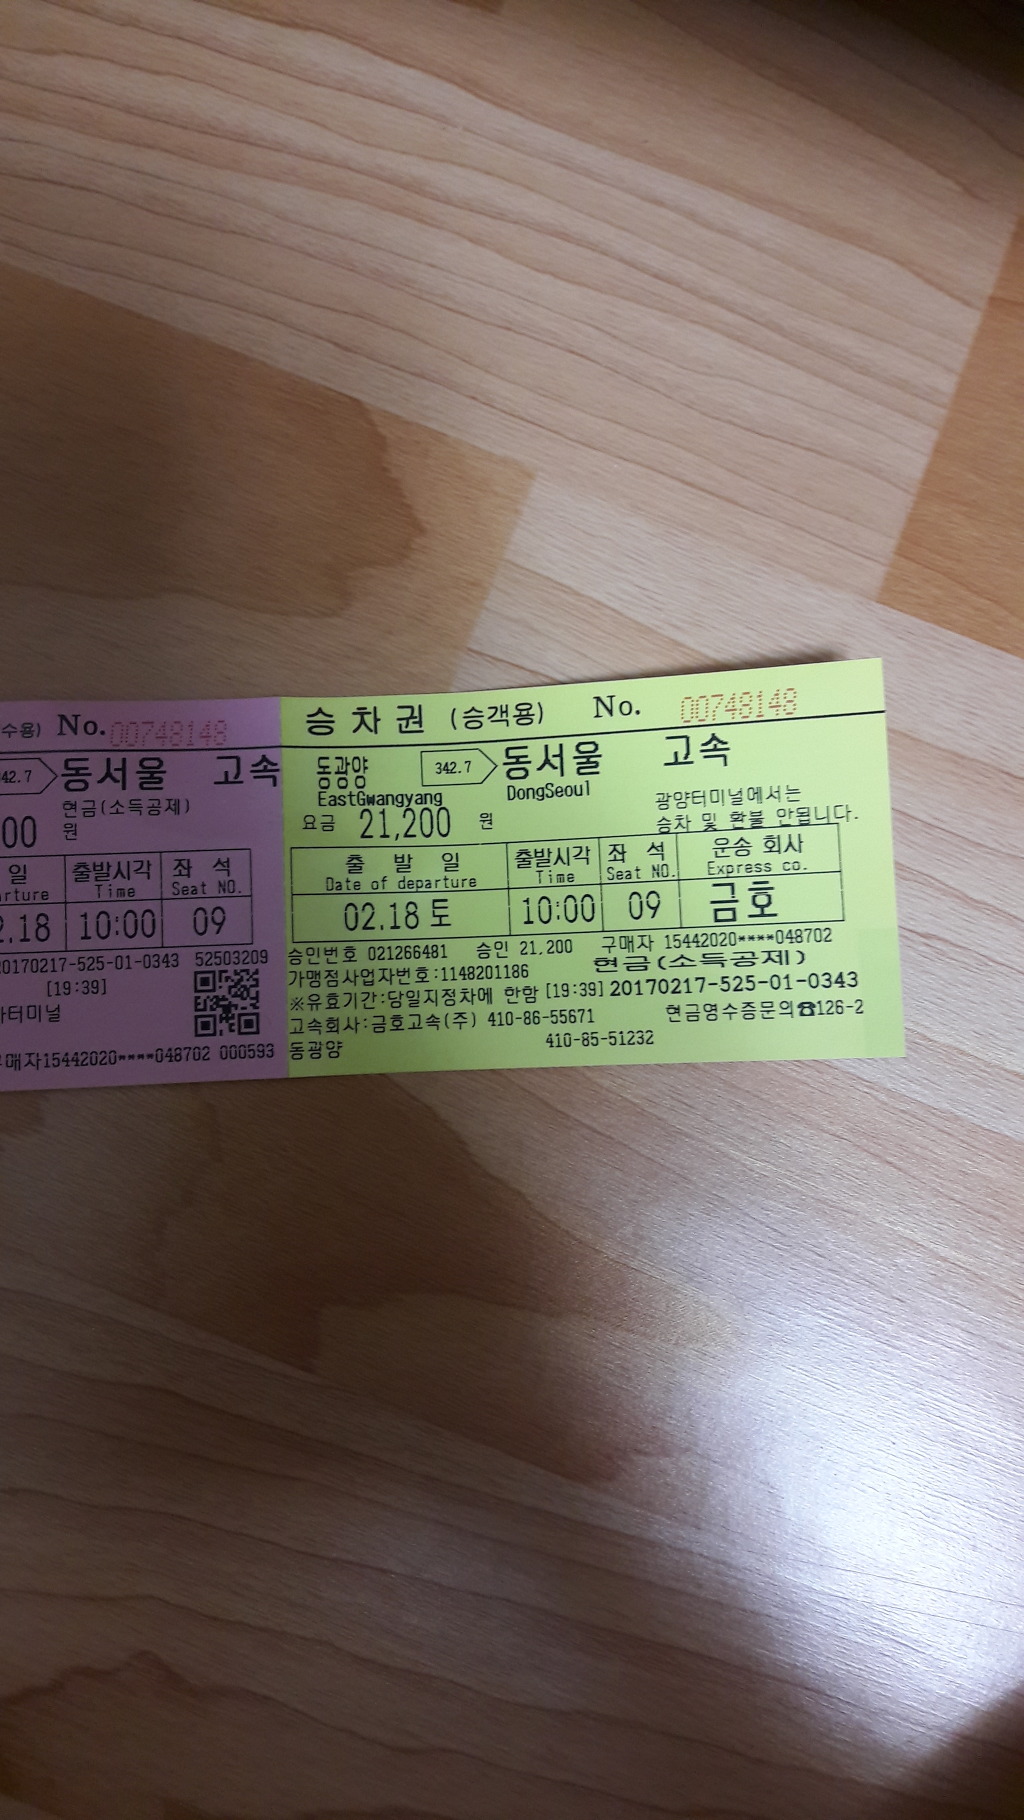 수용) No. 00748148
42.7 동서울 고속
현금(소득공제)
00 원
일 출발시각 좌 석
rture Time Seat NO.
2.18 10:00 09
20170217-525-01-0343 52503209
[19:39]
터미널
매자15442020****048702 000593
승 차 권 (승객용) No. 00748148
동광양 342.7 동서울 고속
EastGwangyang DongSeoul
요금 21,200 원
광양터미널에서는
승차 및 환불 안됩니다.
출 발 일 출발시각 좌 석 운송 회사
Date of departure Time Seat NO. Express co.
02.18 토 10:00 09 금호
승인번호 021266481 승인 21,200 구매자 15442020****048702
가맹점사업자번호:1148201186 현금(소득공제)
※유효기간:당일지정차에 한함 [19:39] 20170217-525-01-0343
고속회사:금호고속(주) 410-86-55671 현금영수증문의☎126-2
동광양 410-85-51232